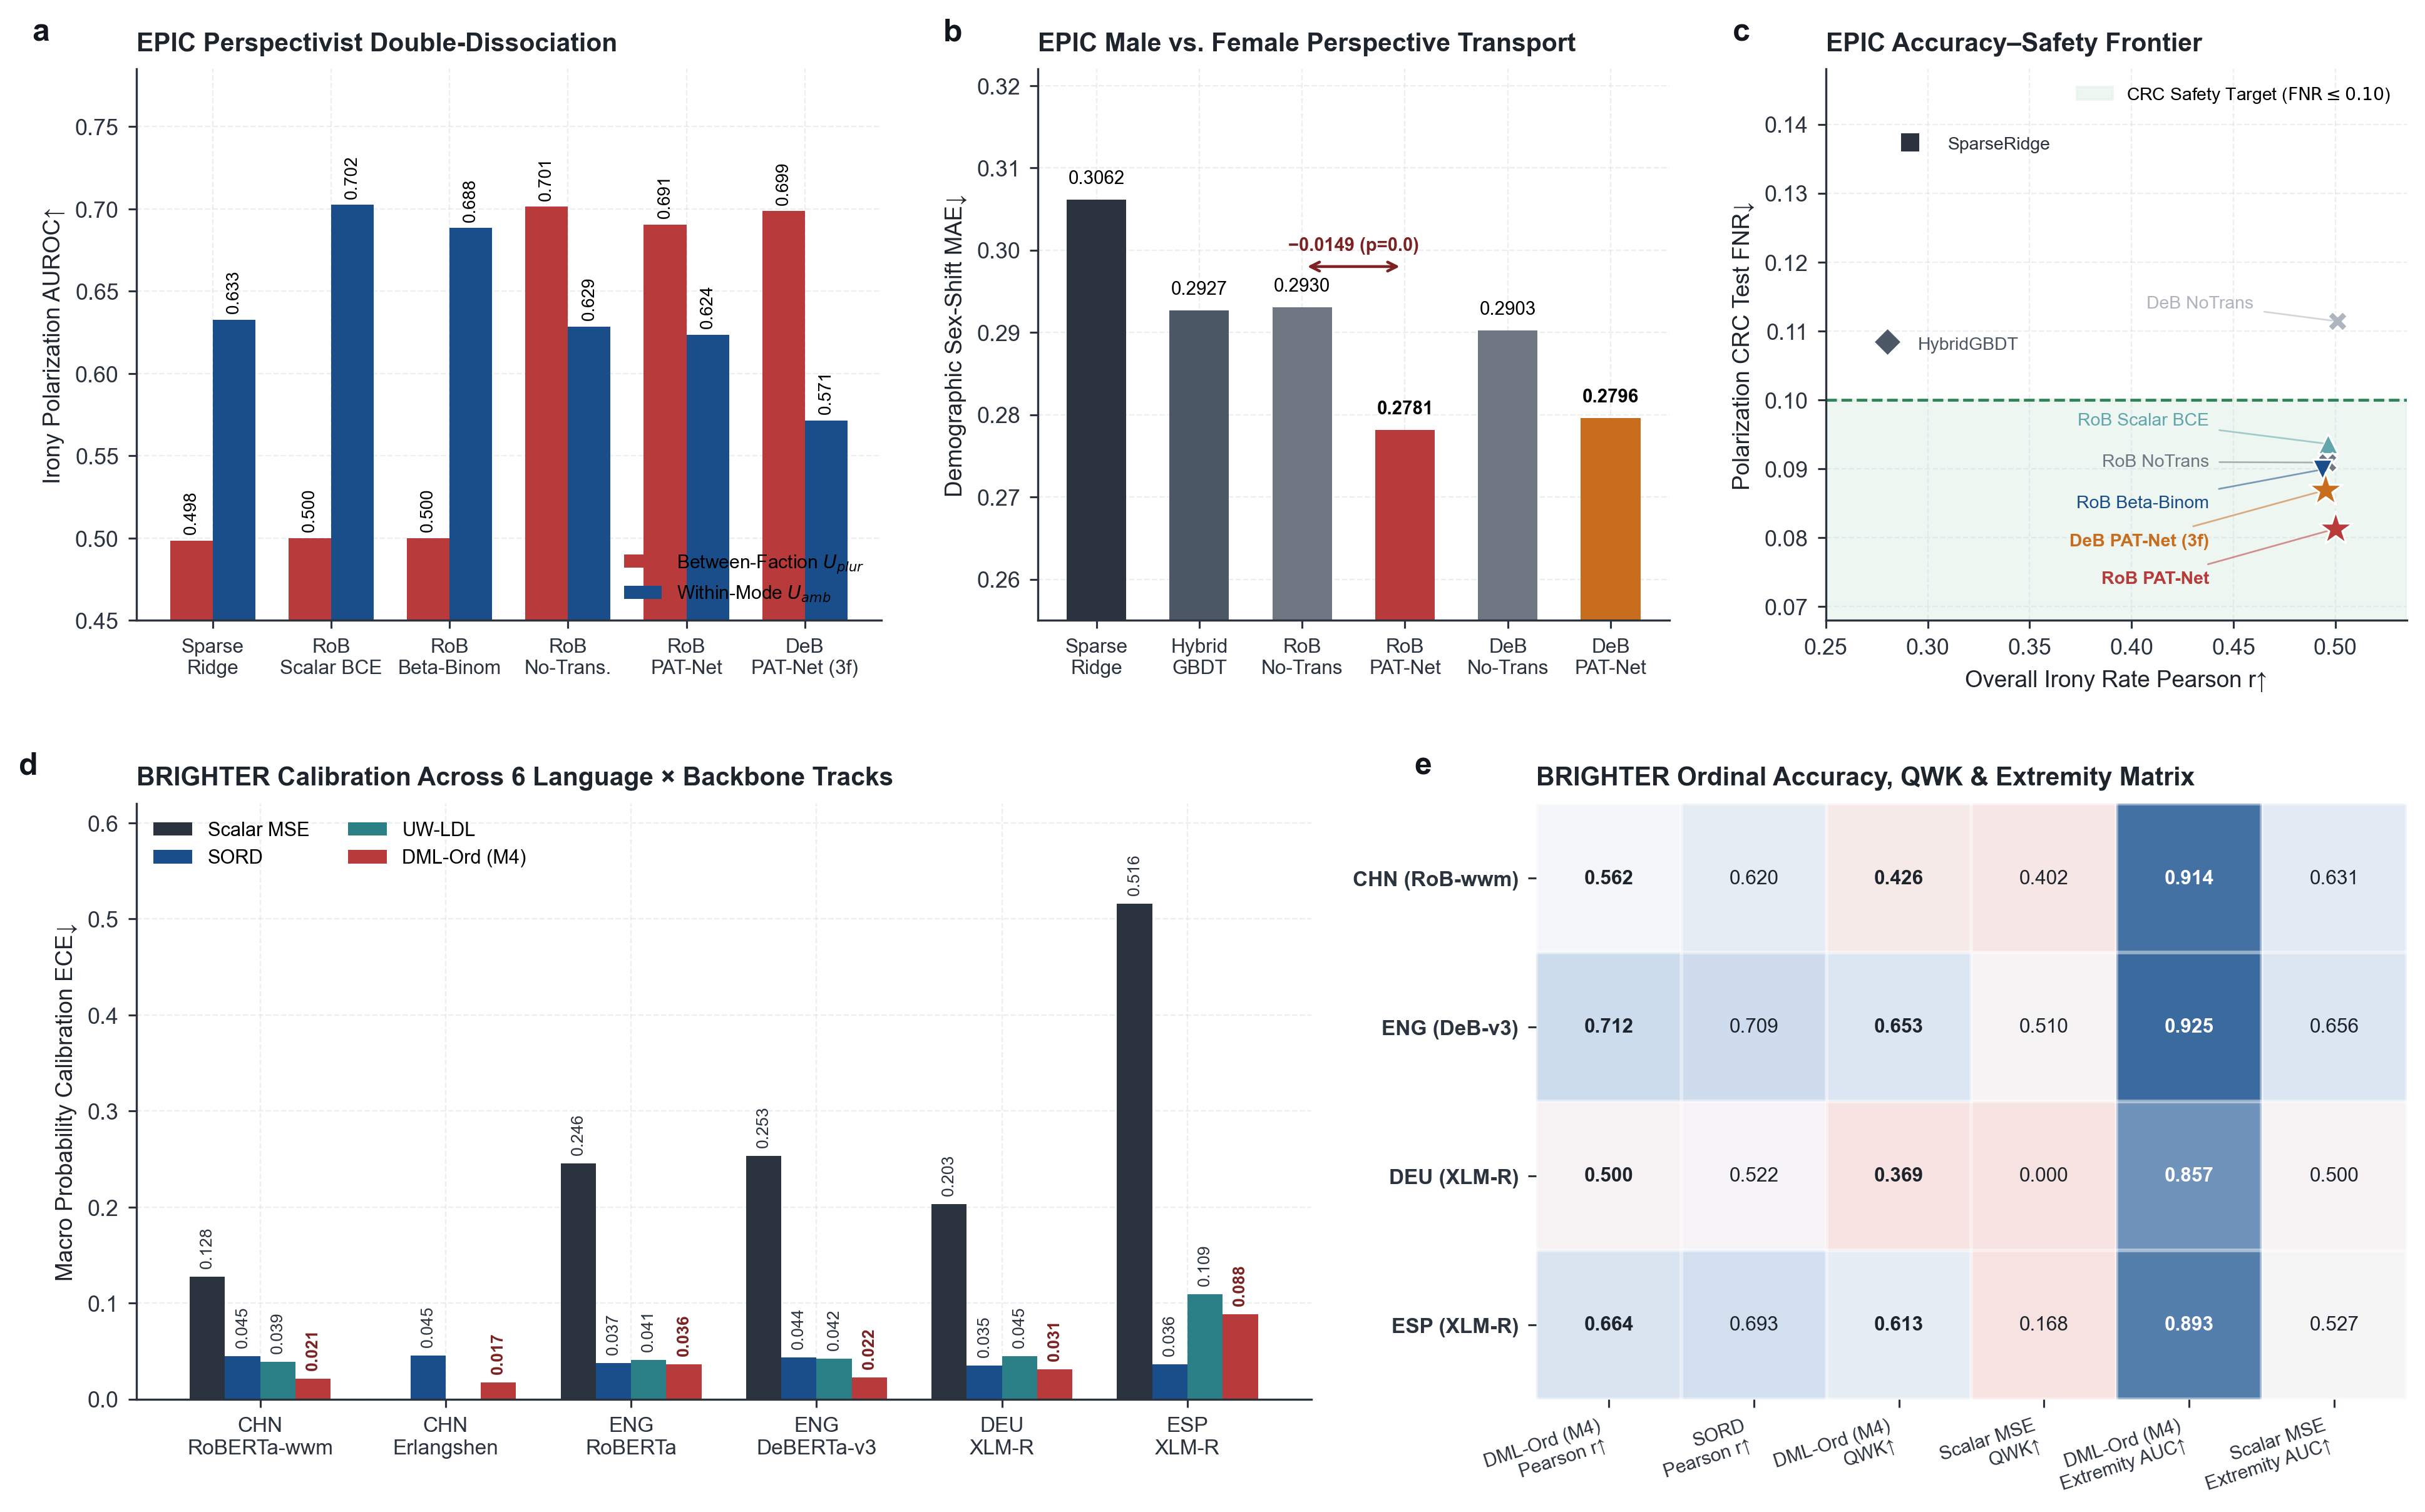 a
EPIC Perspectivist Double-Dissociation
Irony Polarization AUROC↑
0.75
0.70
0.65
0.60
0.55
0.50
0.45
0.498
0.633
0.500
0.702
0.500
0.688
0.701
0.629
0.691
0.624
0.699
0.571
Between-Faction U_plur
Within-Mode U_amb
Sparse
Ridge
RoB
Scalar BCE
RoB
Beta-Binom
RoB
No-Trans.
RoB
PAT-Net
DeB
PAT-Net (3f)
b
EPIC Male vs. Female Perspective Transport
Demographic Sex-Shift MAE↓
0.32
0.31
0.30
0.29
0.28
0.27
0.26
0.3062
0.2927
0.2930
−0.0149 (p=0.0)
0.2781
0.2903
0.2796
Sparse
Ridge
Hybrid
GBDT
RoB
No-Trans
RoB
PAT-Net
DeB
No-Trans
DeB
PAT-Net
c
EPIC Accuracy–Safety Frontier
Polarization CRC Test FNR↓
0.14
0.13
0.12
0.11
0.10
0.09
0.08
0.07
CRC Safety Target (FNR ≤ 0.10)
SparseRidge
DeB NoTrans
HybridGBDT
RoB Scalar BCE
RoB NoTrans
RoB Beta-Binom
DeB PAT-Net (3f)
RoB PAT-Net
0.25 0.30 0.35 0.40 0.45 0.50
Overall Irony Rate Pearson r↑
d
BRIGHTER Calibration Across 6 Language × Backbone Tracks
Macro Probability Calibration ECE↓
0.6
0.5
0.4
0.3
0.2
0.1
0.0
Scalar MSE
SORD
UW-LDL
DML-Ord (M4)
0.128
0.045
0.039
0.021
0.045
0.017
0.246
0.037
0.041
0.036
0.253
0.044
0.042
0.022
0.203
0.035
0.045
0.031
0.516
0.036
0.109
0.088
CHN
RoBERTa-wwm
CHN
Erlangshen
ENG
RoBERTa
ENG
DeBERTa-v3
DEU
XLM-R
ESP
XLM-R
e
BRIGHTER Ordinal Accuracy, QWK & Extremity Matrix
CHN (RoB-wwm) 0.562 0.620 0.426 0.402 0.914 0.631
ENG (DeB-v3) 0.712 0.709 0.653 0.510 0.925 0.656
DEU (XLM-R) 0.500 0.522 0.369 0.000 0.857 0.500
ESP (XLM-R) 0.664 0.693 0.613 0.168 0.893 0.527
DML-Ord (M4)
Pearson r↑
SORD
Pearson r↑
DML-Ord (M4)
QWK↑
Scalar MSE
QWK↑
DML-Ord (M4)
Extremity AUC↑
Scalar MSE
Extremity AUC↑